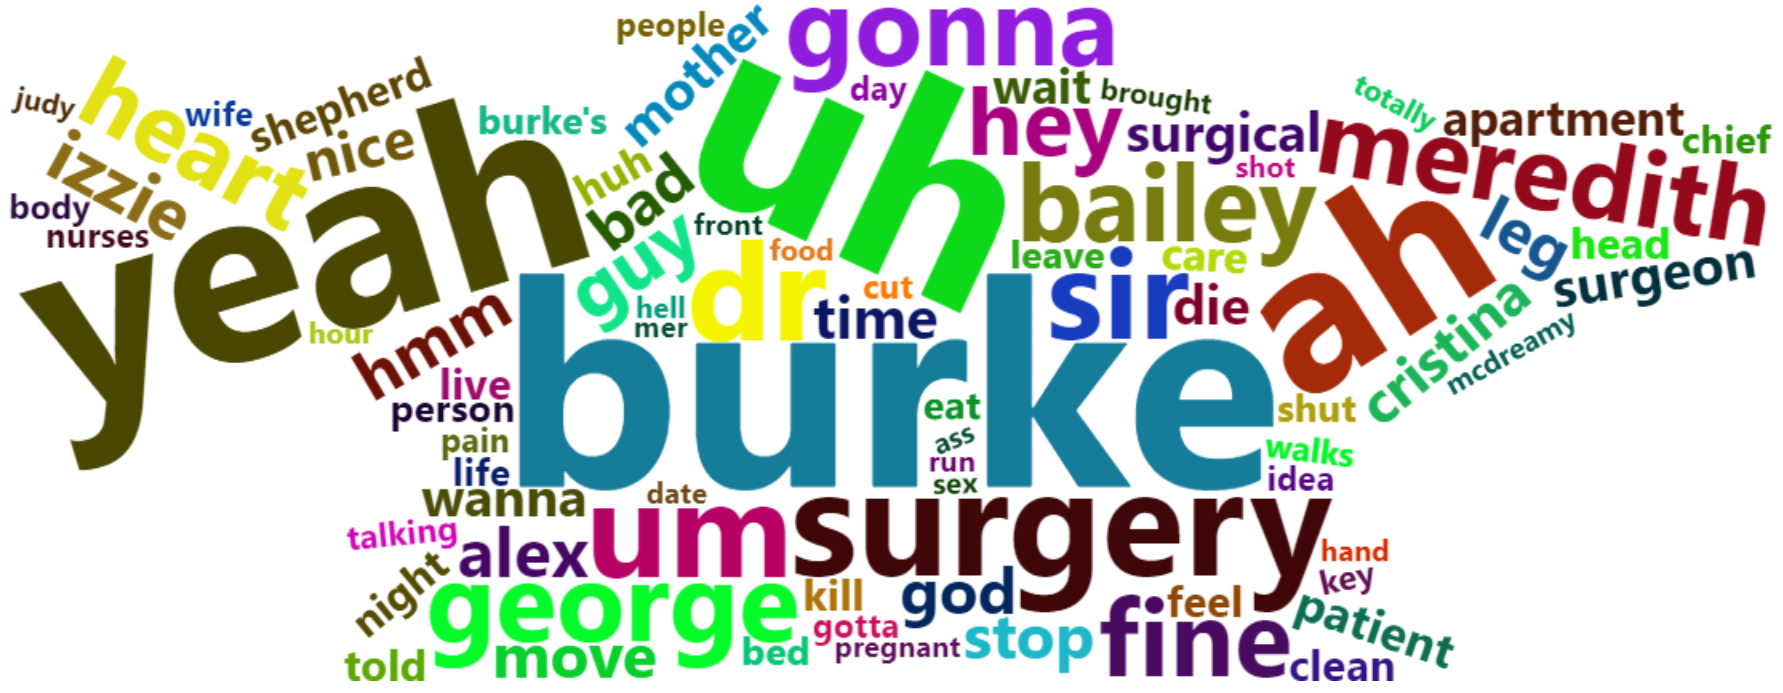 people
mother
gonna
day
wait
brought
totally
judy
heart
wife
shepherd
burke's
uh
hey
surgical
shot
meredith
apartment
chief
izzie
nice
yeah
huh
bad
front
bailey
body
nurses
guy
food
leave
care
ah
leg
head
surgeon
hour
hmm
hell
mer
dr
cut
time
sir
die
cristina
mcdreamy
live
person
pain
life
burke
eat
ass
run
sex
shut
walks
idea
wanna
date
talking
alex
um
surgery
hand
key
night
george
kill
god
feel
patient
gotta
pregnant
stop
fine
told
move
bed
clean